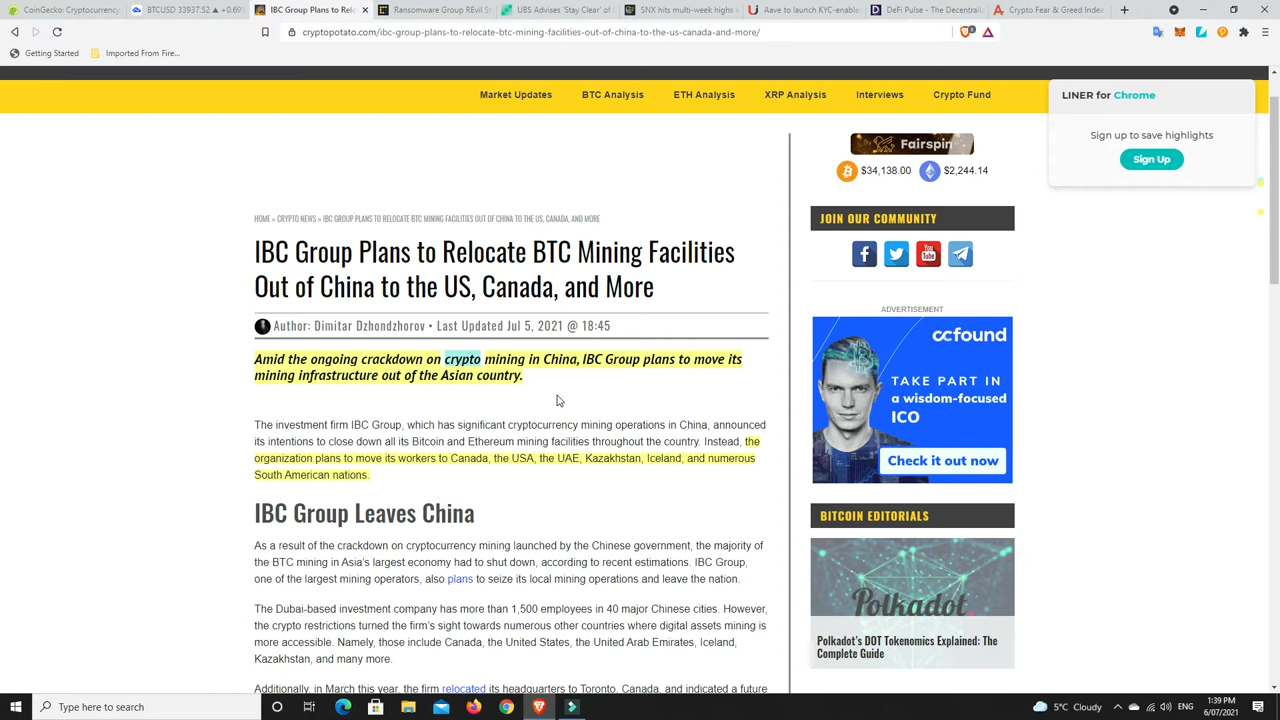 CoinGecko: Cryptocurrency
BTCUSD 33937.52 ▲ +0.69%
IBC Group Plans to Rel
Ransomware Group REvil S
UBS Advises 'Stay Clear' of
SNX hits multi-week highs
Aave to launch KYC-enable
DeFi Pulse - The Decentrali
Crypto Fear & Greed Index
cryptopotato.com/ibc-group-plans-to-relocate-btc-mining-facilities-out-of-china-to-the-us-canada-and-more/
Getting Started
Imported From Fire...
Market Updates
BTC Analysis
ETH Analysis
XRP Analysis
Interviews
Crypto Fund
LINER for Chrome
Sign up to save highlights
Sign Up
Fairspin
$34,138.00
$2,244.14
HOME » CRYPTO NEWS » IBC GROUP PLANS TO RELOCATE BTC MINING FACILITIES OUT OF CHINA TO THE US, CANADA, AND MORE
IBC Group Plans to Relocate BTC Mining Facilities
Out of China to the US, Canada, and More
Author: Dimitar Dzhondzhorov • Last Updated Jul 5, 2021 @ 18:45
Amid the ongoing crackdown on crypto mining in China, IBC Group plans to move its
mining infrastructure out of the Asian country.
The investment firm IBC Group, which has significant cryptocurrency mining operations in China, announced
its intentions to close down all its Bitcoin and Ethereum mining facilities throughout the country. Instead, the
organization plans to move its workers to Canada, the USA, the UAE, Kazakhstan, Iceland, and numerous
South American nations.
IBC Group Leaves China
As a result of the crackdown on cryptocurrency mining launched by the Chinese government, the majority of
the BTC mining in Asia's largest economy had to shut down, according to recent estimations. IBC Group,
one of the largest mining operators, also plans to seize its local mining operations and leave the nation.
The Dubai-based investment company has more than 1,500 employees in 40 major Chinese cities. However,
the crypto restrictions turned the firm's sight towards numerous other countries where digital assets mining is
more accessible. Namely, those include Canada, the United States, the United Arab Emirates, Iceland,
Kazakhstan, and many more.
Additionally, in March this year, the firm relocated its headquarters to Toronto, Canada, and indicated a future
JOIN OUR COMMUNITY
You
Tube
ADVERTISEMENT
ccfound
TAKE PART IN
a wisdom-focused
ICO
Check it out now
BITCOIN EDITORIALS
Polkadot.
Polkadot's DOT Tokenomics Explained: The
Complete Guide
Type here to search
5°C Cloudy
ENG
1:39 PM
6/07/2021